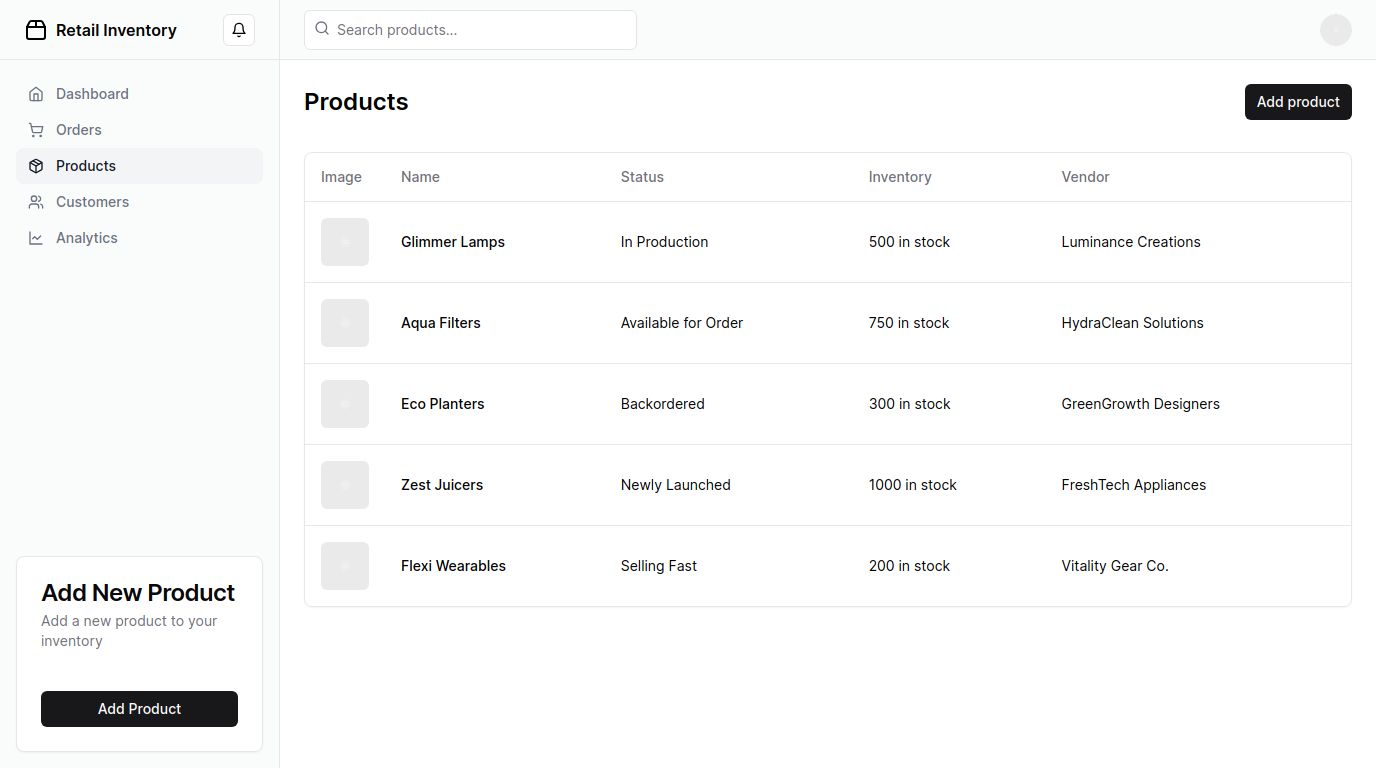 Retail Inventory
Search products...
Dashboard
Orders
Products
Customers
Analytics
Add New Product
Add a new product to your
inventory
Add Product
Products
Add product
Image Name Status Inventory Vendor
Glimmer Lamps In Production 500 in stock Luminance Creations
Aqua Filters Available for Order 750 in stock HydraClean Solutions
Eco Planters Backordered 300 in stock GreenGrowth Designers
Zest Juicers Newly Launched 1000 in stock FreshTech Appliances
Flexi Wearables Selling Fast 200 in stock Vitality Gear Co.